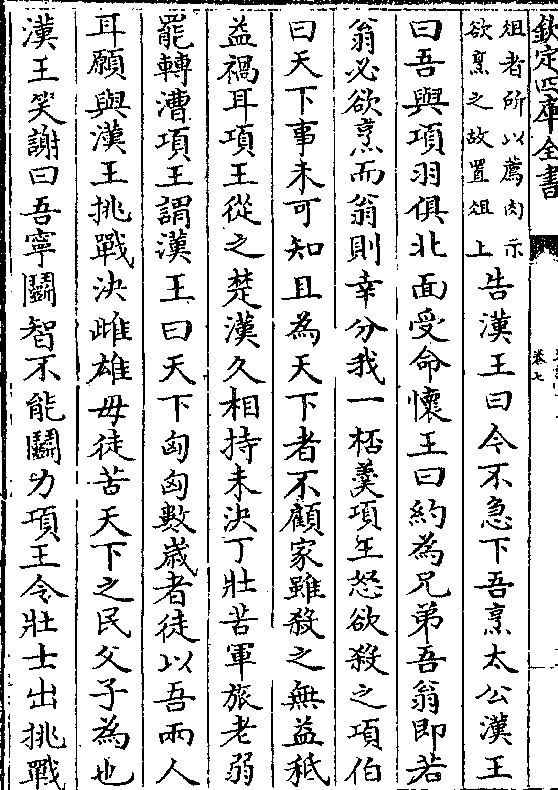 欽定四庫全書
卷七
俎者所以薦肉示
欲烹之故置俎上
告漢王曰今不急下吾烹太公漢王
曰吾與項羽俱北面受命懷王曰約為兄弟吾翁即若
翁必欲烹而翁則幸分我一桮羹項王怒欲殺之項伯
曰天下事未可知且為天下者不顧家雖殺之無益秪
益禍耳項王從之楚漢久相持未決丁壯苦軍旅老弱
罷轉漕項王謂漢王曰天下匈匈數歲者徒以吾兩人
耳願與漢王挑戰決雌雄毋徒苦天下之民父子為也
漢王笑謝曰吾寧鬬智不能鬬力項王令壯士出挑戰